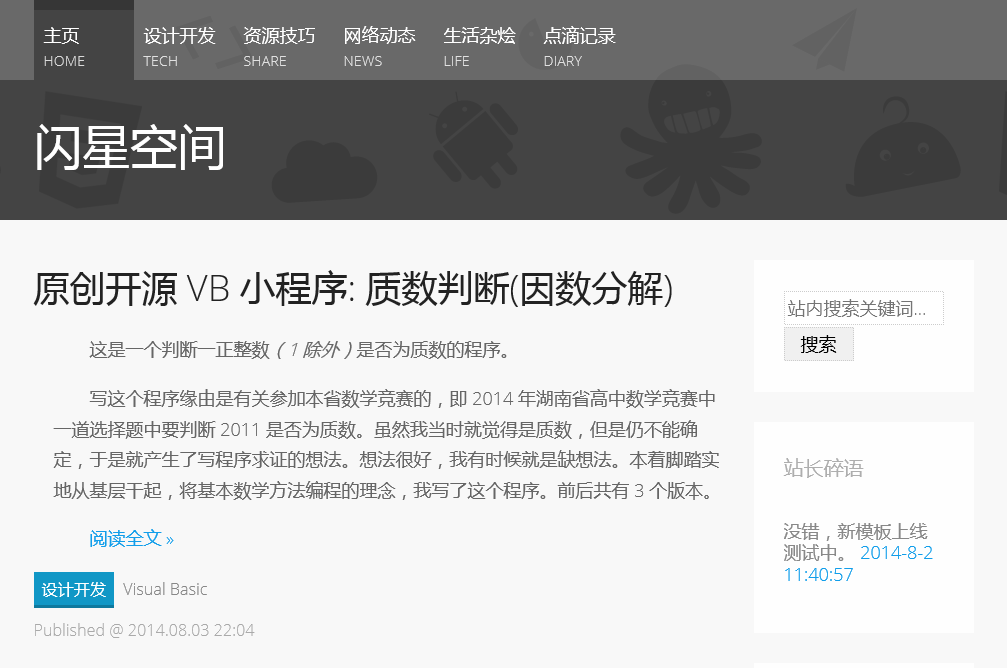 主页 设计开发 资源技巧 网络动态 生活杂烩 点滴记录
HOME TECH SHARE NEWS LIFE DIARY
闪星空间
原创开源 VB 小程序: 质数判断(因数分解)
这是一个判断一正整数（1 除外）是否为质数的程序。
写这个程序缘由是有关参加本省数学竞赛的，即 2014 年湖南省高中数学竞赛中
一道选择题中要判断 2011 是否为质数。虽然我当时就觉得是质数，但是仍不能确
定，于是就产生了写程序求证的想法。想法很好，我有时候就是缺想法。本着脚踏实
地从基层干起，将基本数学方法编程的理念，我写了这个程序。前后共有 3 个版本。
阅读全文 »
设计开发 Visual Basic
Published @ 2014.08.03 22:04
站内搜索关键词...
搜索
站长碎语
没错，新模板上线
测试中。 2014-8-2
11:40:57